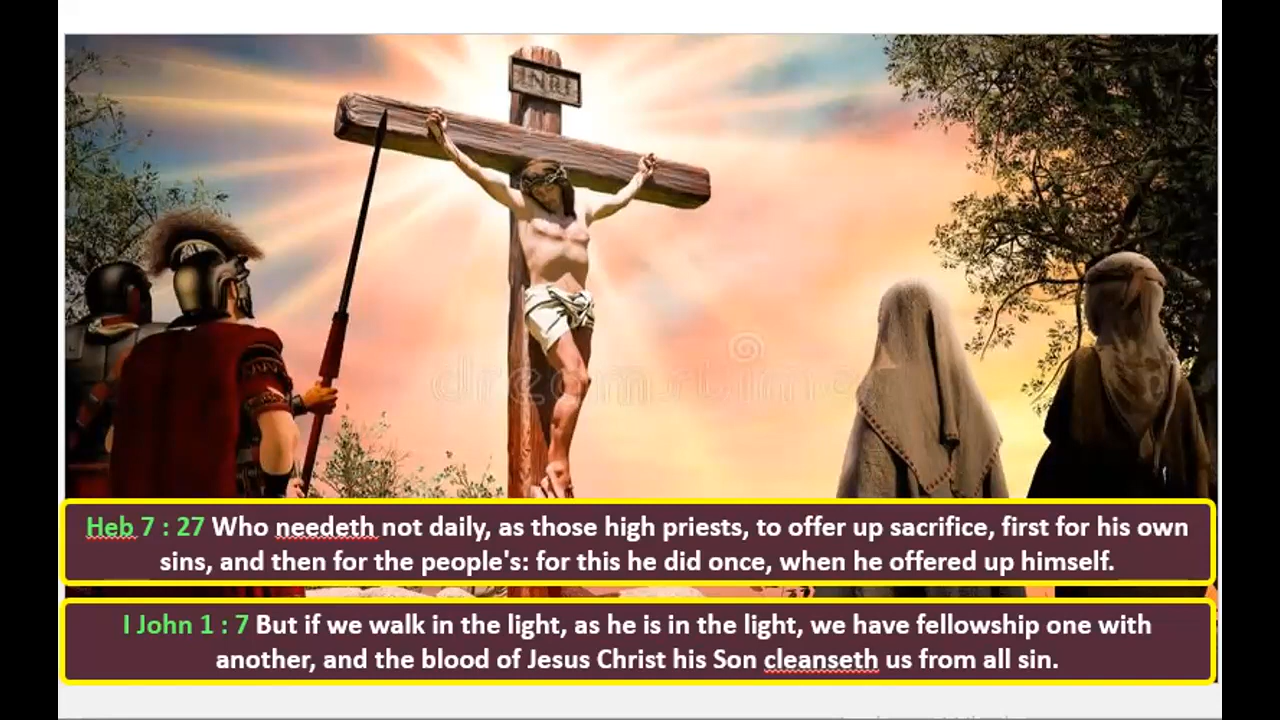 INRI
dreamstime
Heb 7 : 27 Who needeth not daily, as those high priests, to offer up sacrifice, first for his own
sins, and then for the people's: for this he did once, when he offered up himself.
I John 1 : 7 But if we walk in the light, as he is in the light, we have fellowship one with
another, and the blood of Jesus Christ his Son cleanseth us from all sin.